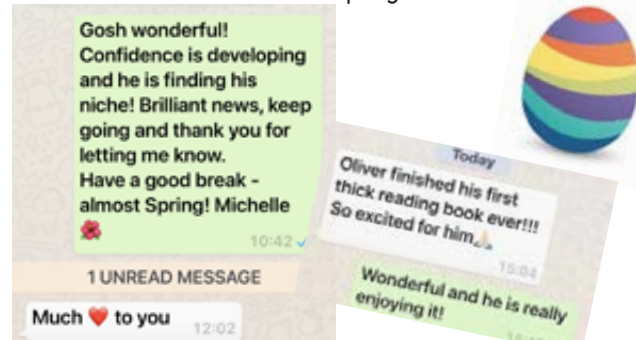 Gosh wonderful!
Confidence is developing
and he is finding his
niche! Brilliant news, keep
going and thank you for
letting me know.
Have a good break -
almost Spring! Michelle
🌺
10:42
1 UNREAD MESSAGE
Much ❤️ to you
12:02
Today
Oliver finished his first
thick reading book ever!!!
So excited for him🙏🏻
15:04
Wonderful and he is really
enjoying it!